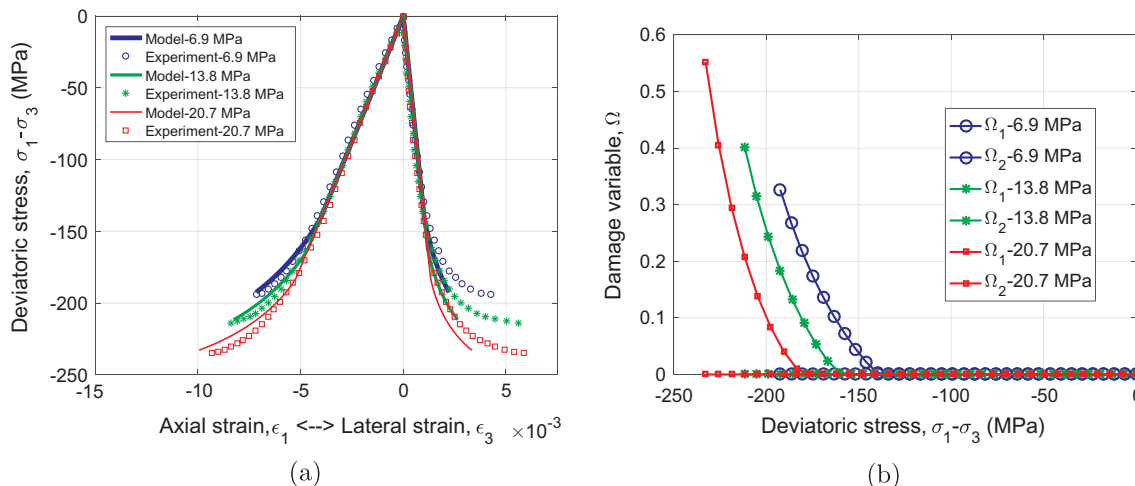 0
-50
-100
-150
-200
-250
-15
-10
-5
0
5
Deviatoric stress, σ1-σ3 (MPa)
Model-6.9 MPa
Experiment-6.9 MPa
Model-13.8 MPa
Experiment-13.8 MPa
Model-20.7 MPa
Experiment-20.7 MPa
Axial strain,ϵ1 <--> Lateral strain, ϵ3 ×10-3
(a)
0.6
0.5
0.4
0.3
0.2
0.1
0
-250
-200
-150
-100
-50
0
Damage variable, Ω
Ω1-6.9 MPa
Ω2-6.9 MPa
Ω1-13.8 MPa
Ω2-13.8 MPa
Ω1-20.7 MPa
Ω2-20.7 MPa
Deviatoric stress, σ1-σ3 (MPa)
(b)